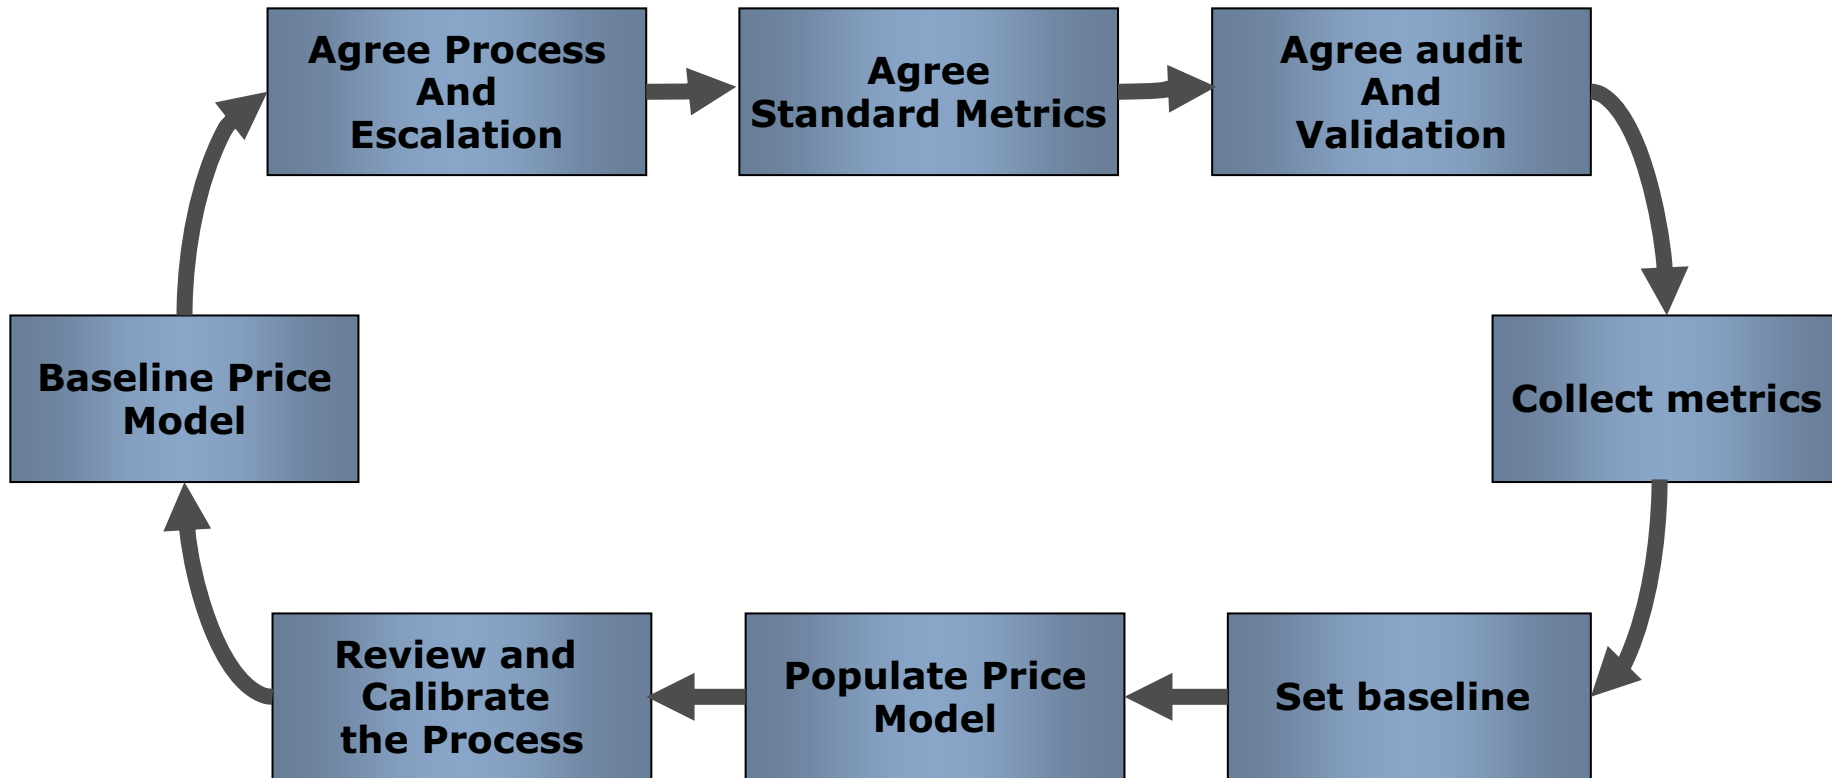 Agree Process
And
Escalation
Agree
Standard Metrics
Agree audit
And
Validation
Baseline Price
Model
Collect metrics
Review and
Calibrate
the Process
Populate Price
Model
Set baseline